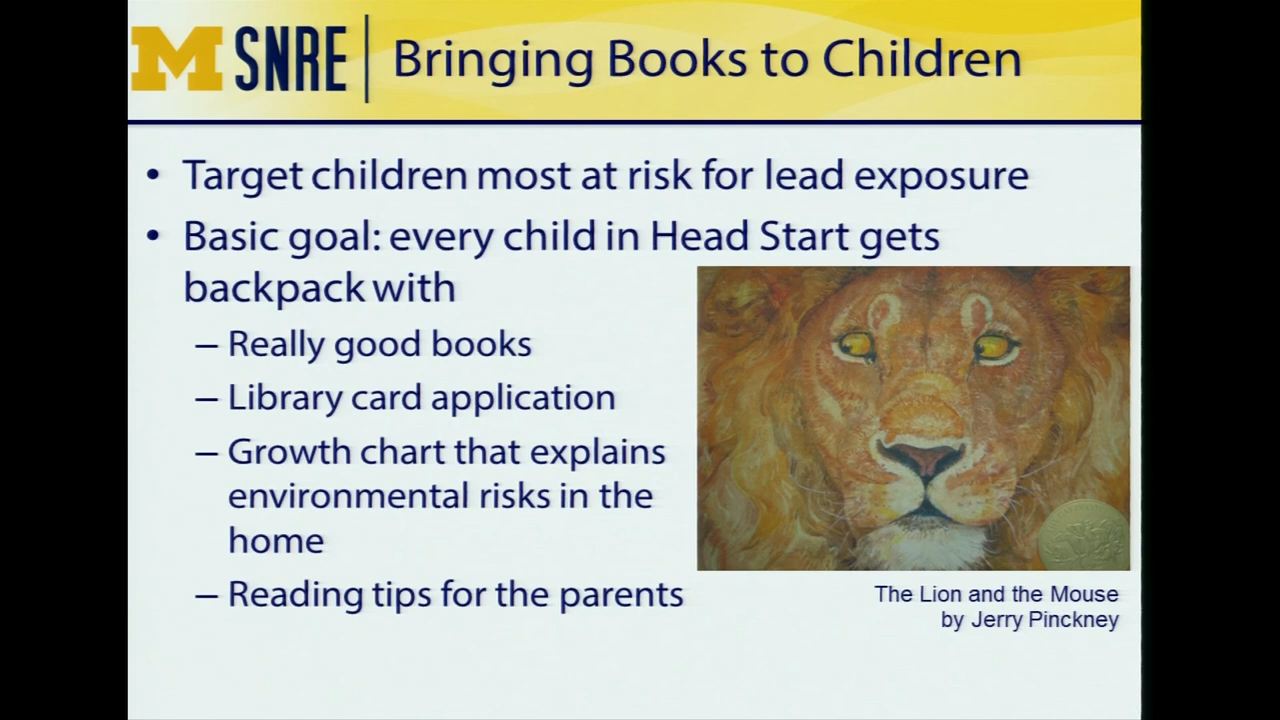 M SNRE | Bringing Books to Children
• Target children most at risk for lead exposure
• Basic goal: every child in Head Start gets
backpack with
– Really good books
– Library card application
– Growth chart that explains
environmental risks in the
home
– Reading tips for the parents
The Lion and the Mouse
by Jerry Pinckney